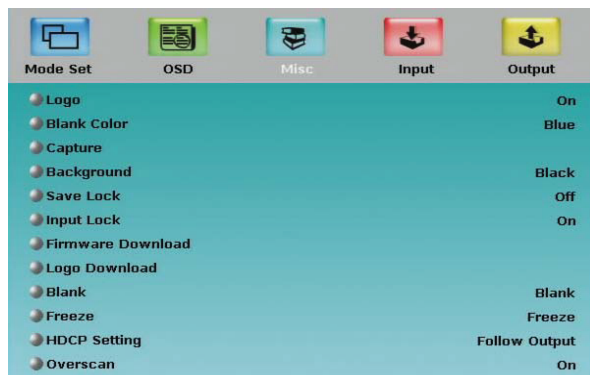 Mode Set OSD Misc Input Output
Logo On
Blank Color Blue
Capture
Background Black
Save Lock Off
Input Lock On
Firmware Download
Logo Download
Blank Blank
Freeze Freeze
HDCP Setting Follow Output
Overscan On